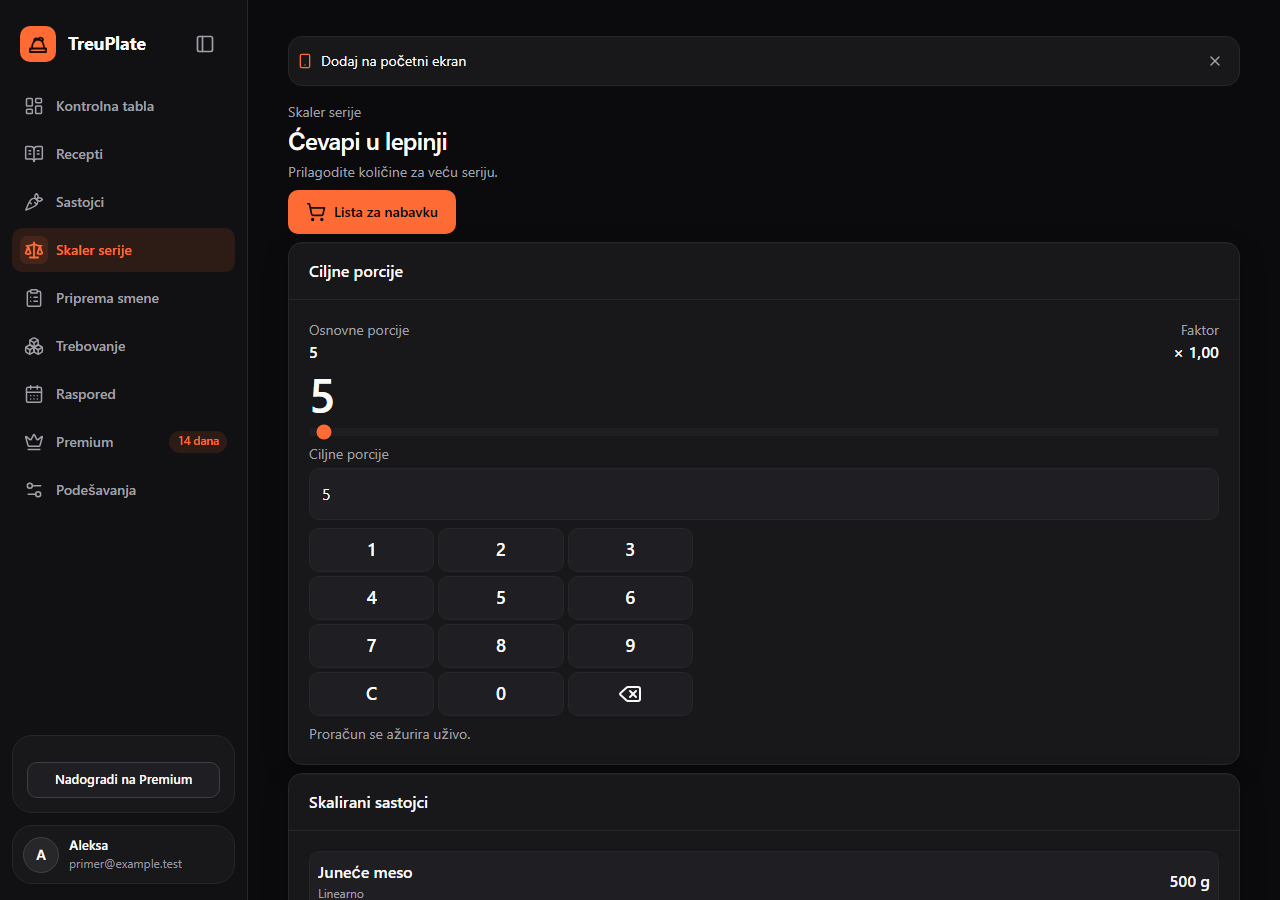 TreuPlate
Kontrolna tabla
Recepti
Sastojci
Skaler serije
Priprema smene
Trebovanje
Raspored
Premium
14 dana
Podešavanja
Nadogradi na Premium
A
Aleksa
primer@example.test
Dodaj na početni ekran
Skaler serije
Ćevapi u lepinji
Prilagodite količine za veću seriju.
Lista za nabavku
Ciljne porcije
Osnovne porcije
Faktor
5
× 1,00
5
Ciljne porcije
5
1 2 3
4 5 6
7 8 9
C 0
Proračun se ažurira uživo.
Skalirani sastojci
Juneće meso
500 g
Linearno